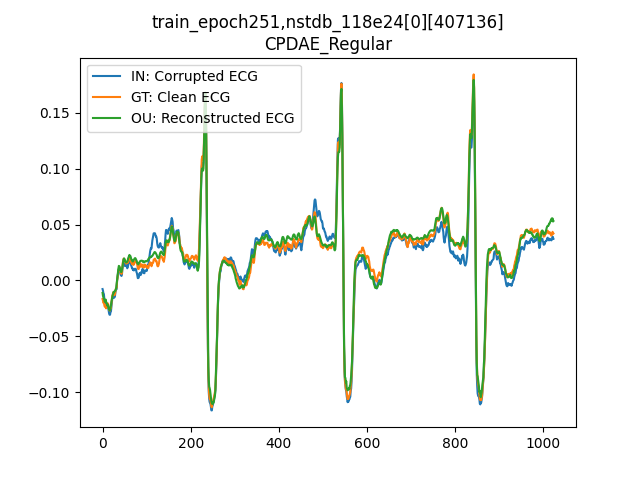 train_epoch251,nstdb_118e24[0][407136]
CPDAE_Regular
IN: Corrupted ECG
GT: Clean ECG
OU: Reconstructed ECG
0.15
0.10
0.05
0.00
−0.05
−0.10
0 200 400 600 800 1000